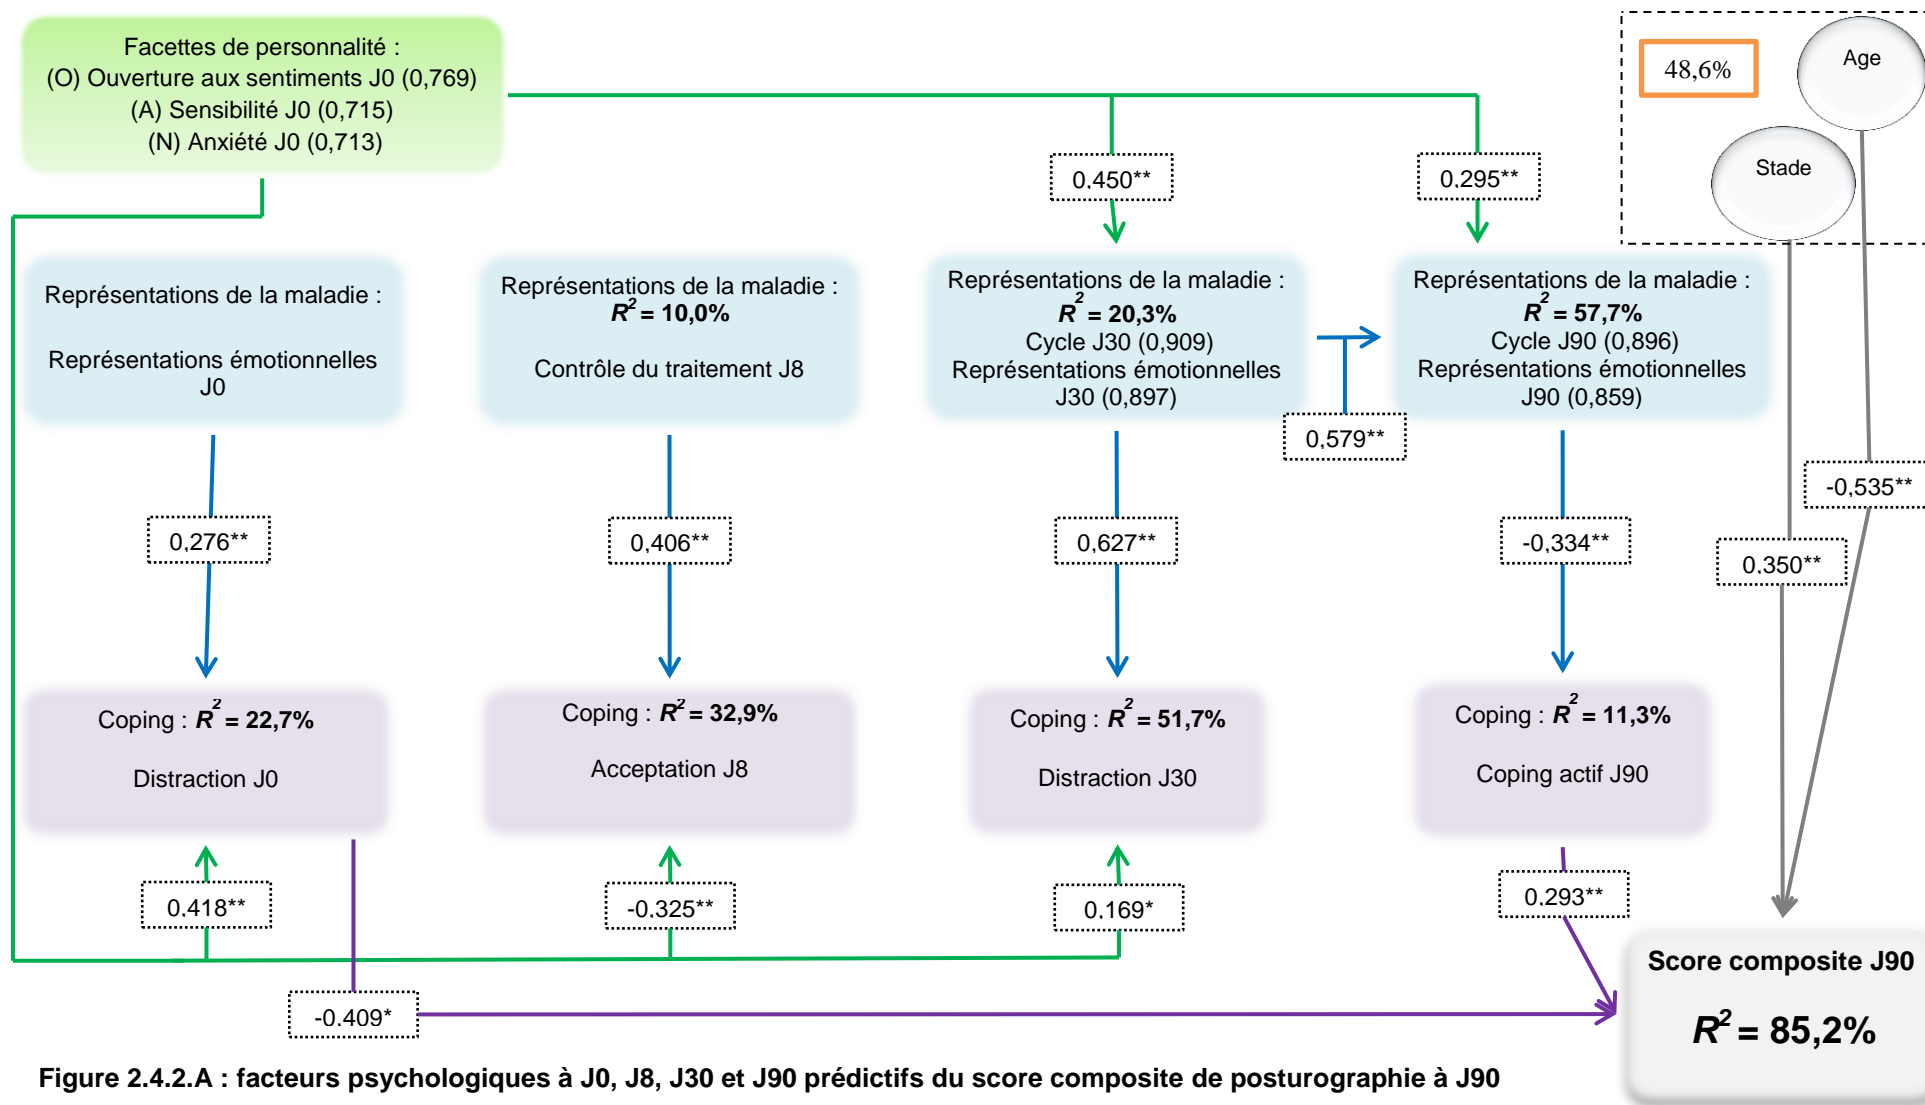 Facettes de personnalité :
(O) Ouverture aux sentiments J0 (0,769)
(A) Sensibilité J0 (0,715)
(N) Anxiété J0 (0,713)
48,6%
Age
Stade
0,450**
0,295**
Représentations de la maladie :
Représentations émotionnelles
J0
Représentations de la maladie :
R² = 10,0%
Contrôle du traitement J8
Représentations de la maladie :
R² = 20,3%
Cycle J30 (0,909)
Représentations émotionnelles
J30 (0,897)
Représentations de la maladie :
R² = 57,7%
Cycle J90 (0,896)
Représentations émotionnelles
J90 (0,859)
0,579**
-0,535**
0,276**
0,406**
0,627**
-0,334**
0,350**
Coping : R² = 22,7%
Distraction J0
Coping : R² = 32,9%
Acceptation J8
Coping : R² = 51,7%
Distraction J30
Coping : R² = 11,3%
Coping actif J90
0,418**
-0,325**
0,169*
0,293**
-0,409*
Score composite J90
R² = 85,2%
Figure 2.4.2.A : facteurs psychologiques à J0, J8, J30 et J90 prédictifs du score composite de posturographie à J90